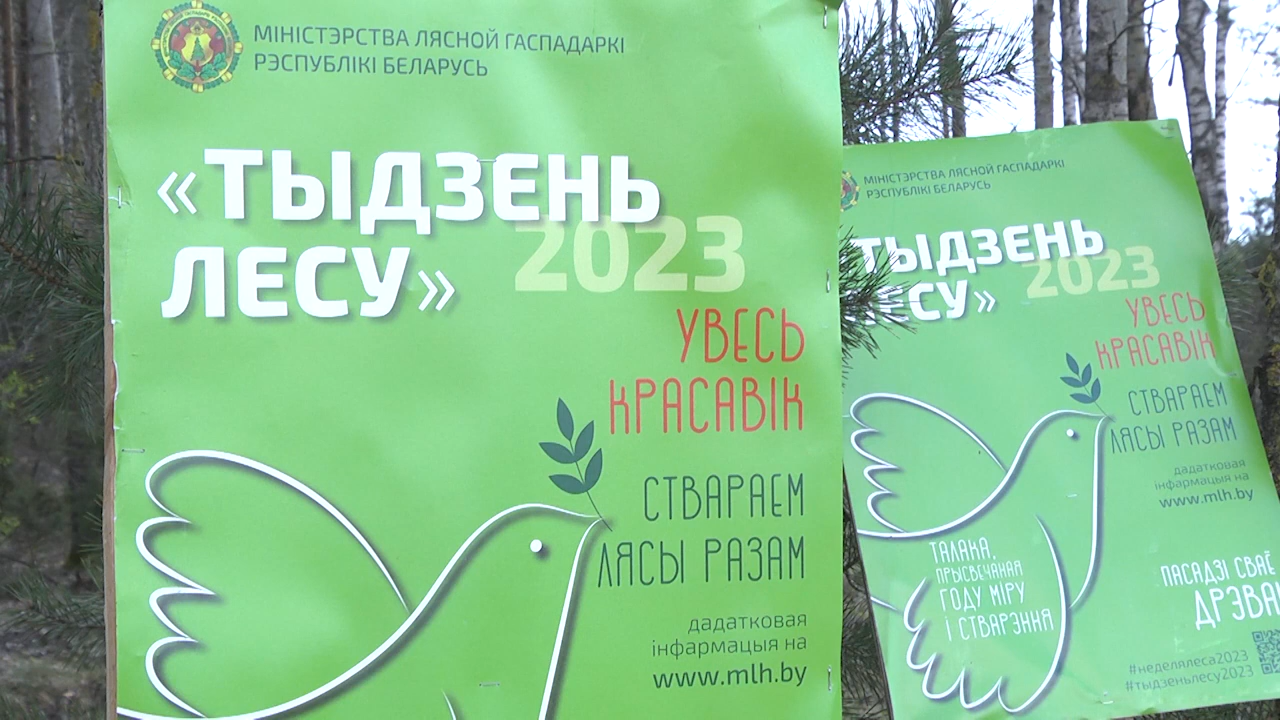 МІНІСТЭРСТВА ЛЯСНОЙ ГАСПАДАРКІ
РЭСПУБЛІКІ БЕЛАРУСЬ
«ТЫДЗЕНЬ
ЛЕСУ» 2023
УВЕСЬ
КРАСАВІК
СТВАРАЕМ
ЛЯСЫ РАЗАМ
дадатковая
інфармацыя на
www.mlh.by
МІНІСТЭРСТВА ЛЯСНОЙ ГАСПАДАРКІ
РЭСПУБЛІКІ БЕЛАРУСЬ
ТЫДЗЕНЬ
ЛЕСУ» 2023
УВЕСЬ
КРАСАВІК
СТВАРАЕМ
ЛЯСЫ РАЗАМ
дадатковая
інфармацыя на
www.mlh.by
ТАЛАКА,
ПРЫСВЕЧАНАЯ
ГОДУ МІРУ
І СТВАРЭННЯ
ПАСАДЗІ СВАЁ
ДРЭВА
#неделялеса2023
#тыдзеньлесу2023